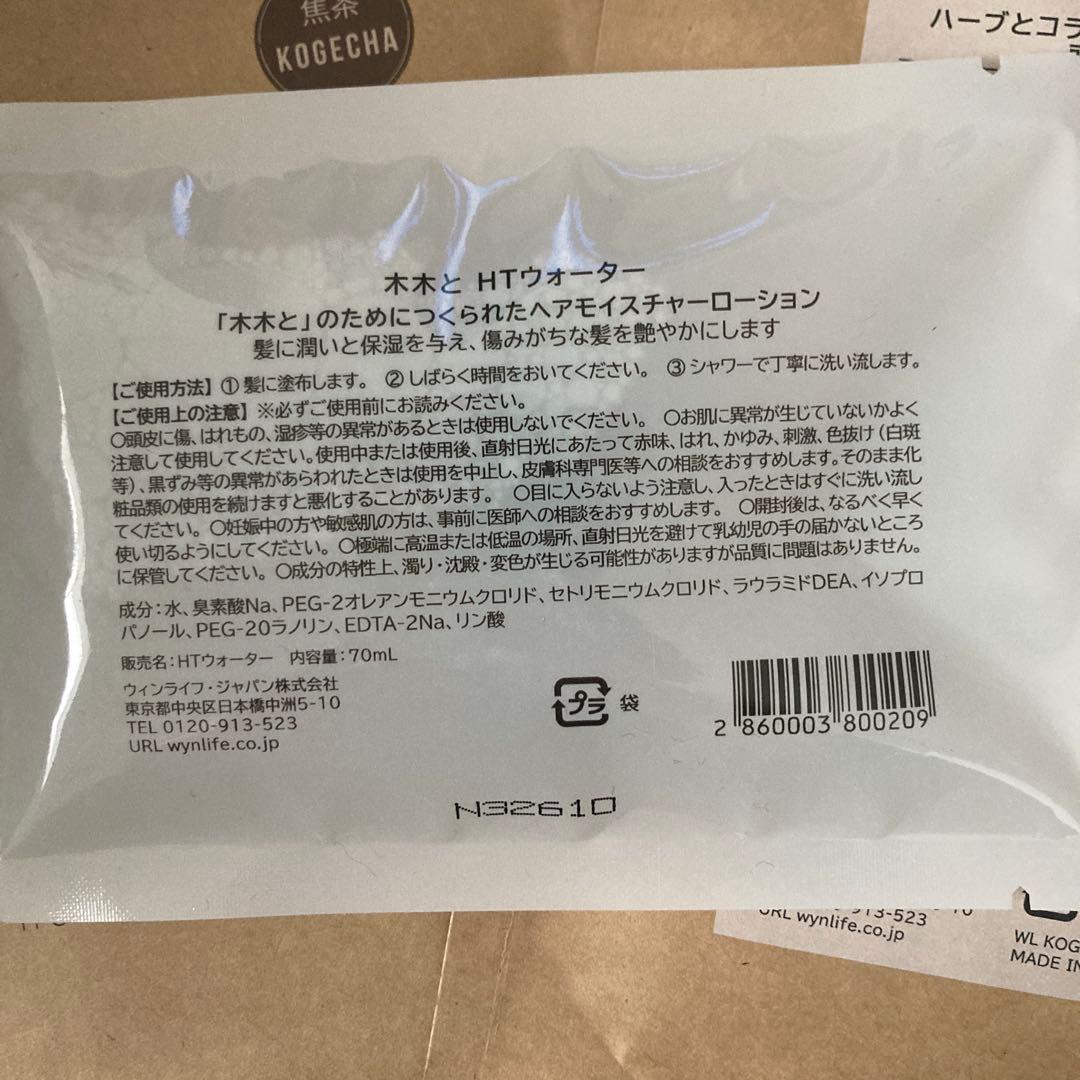 焦茶
KOGECHA
ハーブとコラ
木木と HTウォーター
「木木と」のためにつくられたヘアモイスチャーローション
髪に潤いと保湿を与え、傷みがちな髪を艶やかにします
【ご使用方法】① 髪に塗布します。 ② しばらく時間をおいてください。 ③ シャワーで丁寧に洗い流します。
【ご使用上の注意】※必ずご使用前にお読みください。
〇頭皮に傷、はれもの、湿疹等の異常があるときは使用しないでください。 〇お肌に異常が生じていないかよく
注意して使用してください。使用中または使用後、直射日光にあたって赤味、はれ、かゆみ、刺激、色抜け（白斑
等）、黒ずみ等の異常があらわれたときは使用を中止し、皮膚科専門医等への相談をおすすめします。そのまま化
粧品類の使用を続けますと悪化することがあります。 〇目に入らないよう注意し、入ったときはすぐに洗い流し
てください。〇妊娠中の方や敏感肌の方は、事前に医師への相談をおすすめします。 〇開封後は、なるべく早く
使い切るようにしてください。〇極端に高温または低温の場所、直射日光を避けて乳幼児の手の届かないところ
に保管してください。〇成分の特性上、濁り・沈殿・変色が生じる可能性がありますが品質に問題はありません。
成分：水、臭素酸Na、PEG-2オレアンモニウムクロリド、セトリモニウムクロリド、ラウラミドDEA、イソプロ
パノール、PEG-20ラノリン、EDTA-2Na、リン酸
販売名：HTウォーター 内容量：70mL
ウィンライフ・ジャパン株式会社
東京都中央区日本橋中洲5-10
TEL 0120-913-523
URL wynlife.co.jp
プラ 袋
2 860003 800209
N32610
URL wynlife.co.jp
WL KOG
MADE IN